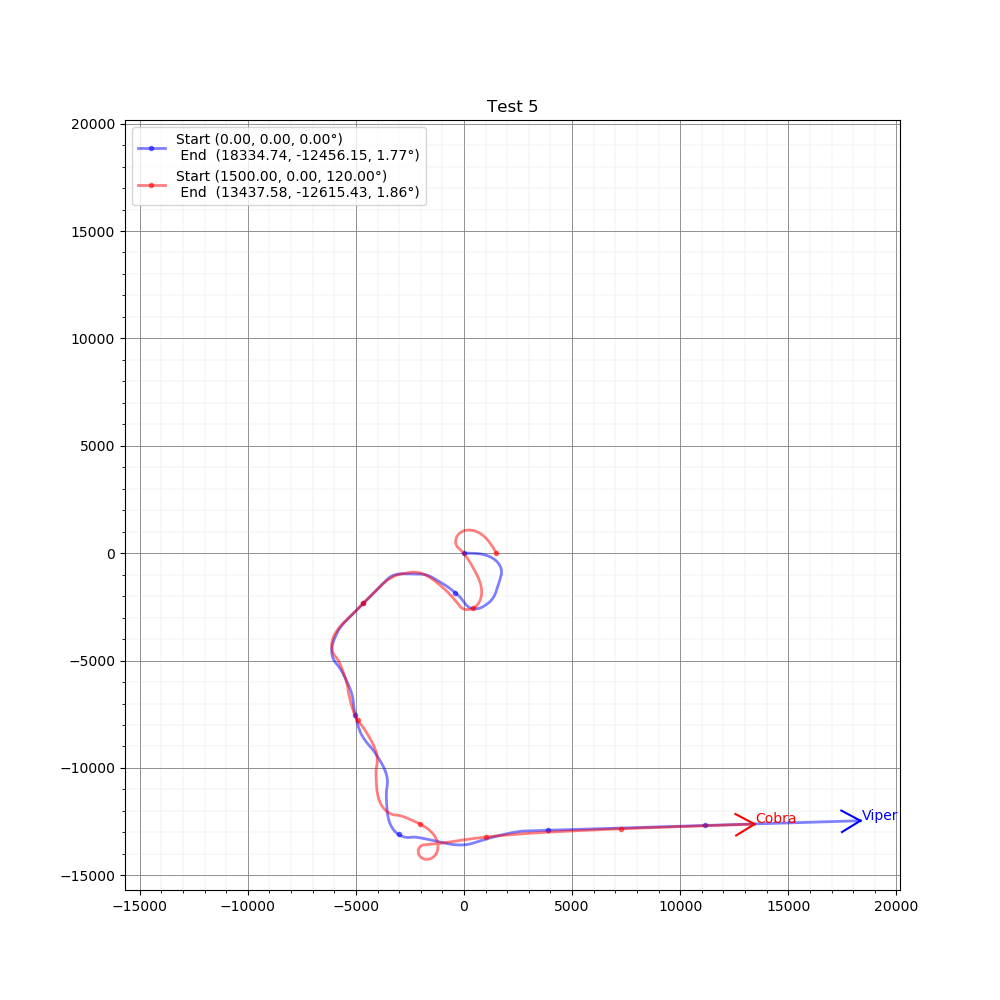 Test 5
20000
15000
10000
5000
0
−5000
−10000
−15000
Start (0.00, 0.00, 0.00°)
End (18334.74, -12456.15, 1.77°)
Start (1500.00, 0.00, 120.00°)
End (13437.58, -12615.43, 1.86°)
Cobra
Viper
−15000 −10000 −5000 0 5000 10000 15000 20000